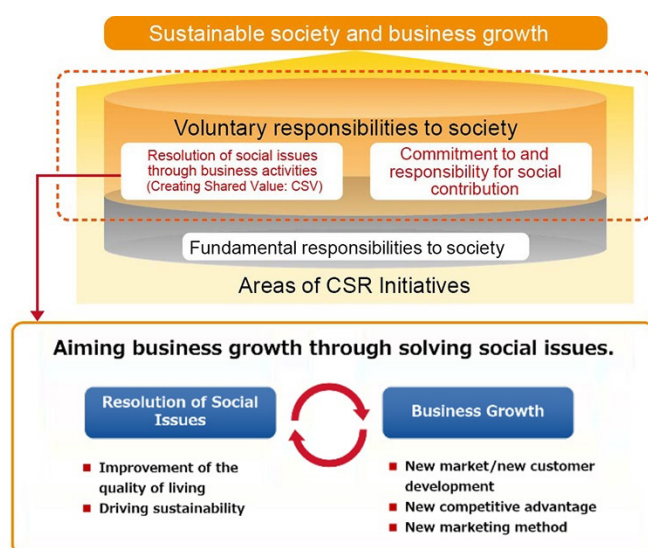 Sustainable society and business growth
Voluntary responsibilities to society
Resolution of social issues
through business activities
(Creating Shared Value: CSV)
Commitment to and
responsibility for social
contribution
Fundamental responsibilities to society
Areas of CSR Initiatives
Aiming business growth through solving social issues.
Resolution of Social
Issues
Business Growth
Improvement of the
quality of living
Driving sustainability
New market/new customer
development
New competitive advantage
New marketing method